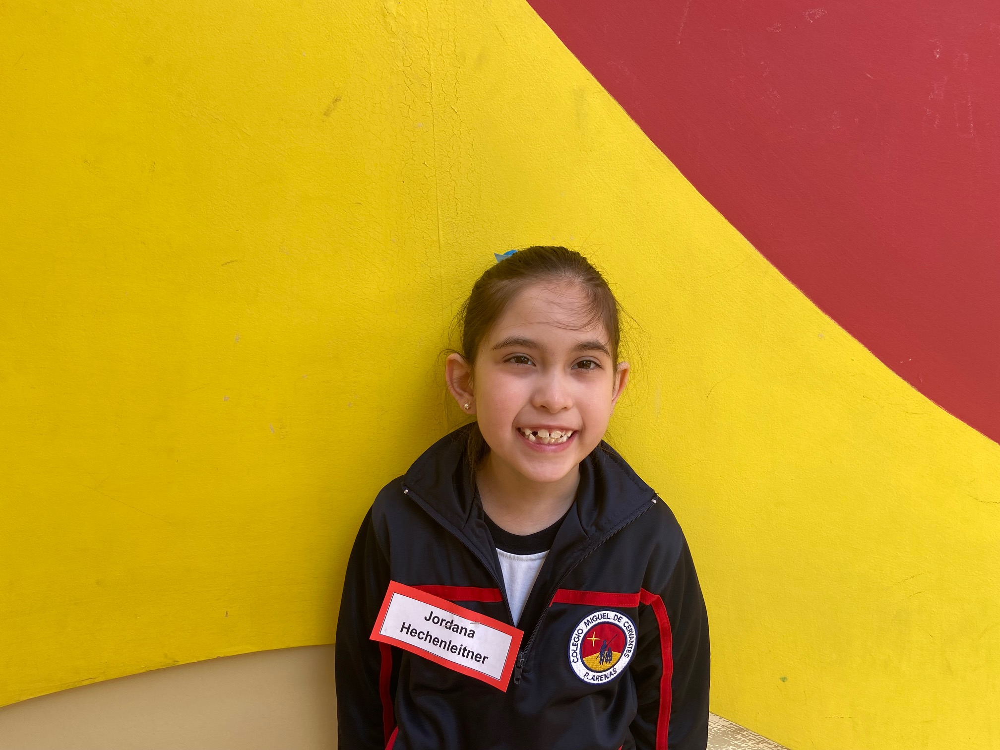 Jordana
Hechenleitner
COLEGIO MIGUEL DE CERVANTES
P. ARENAS